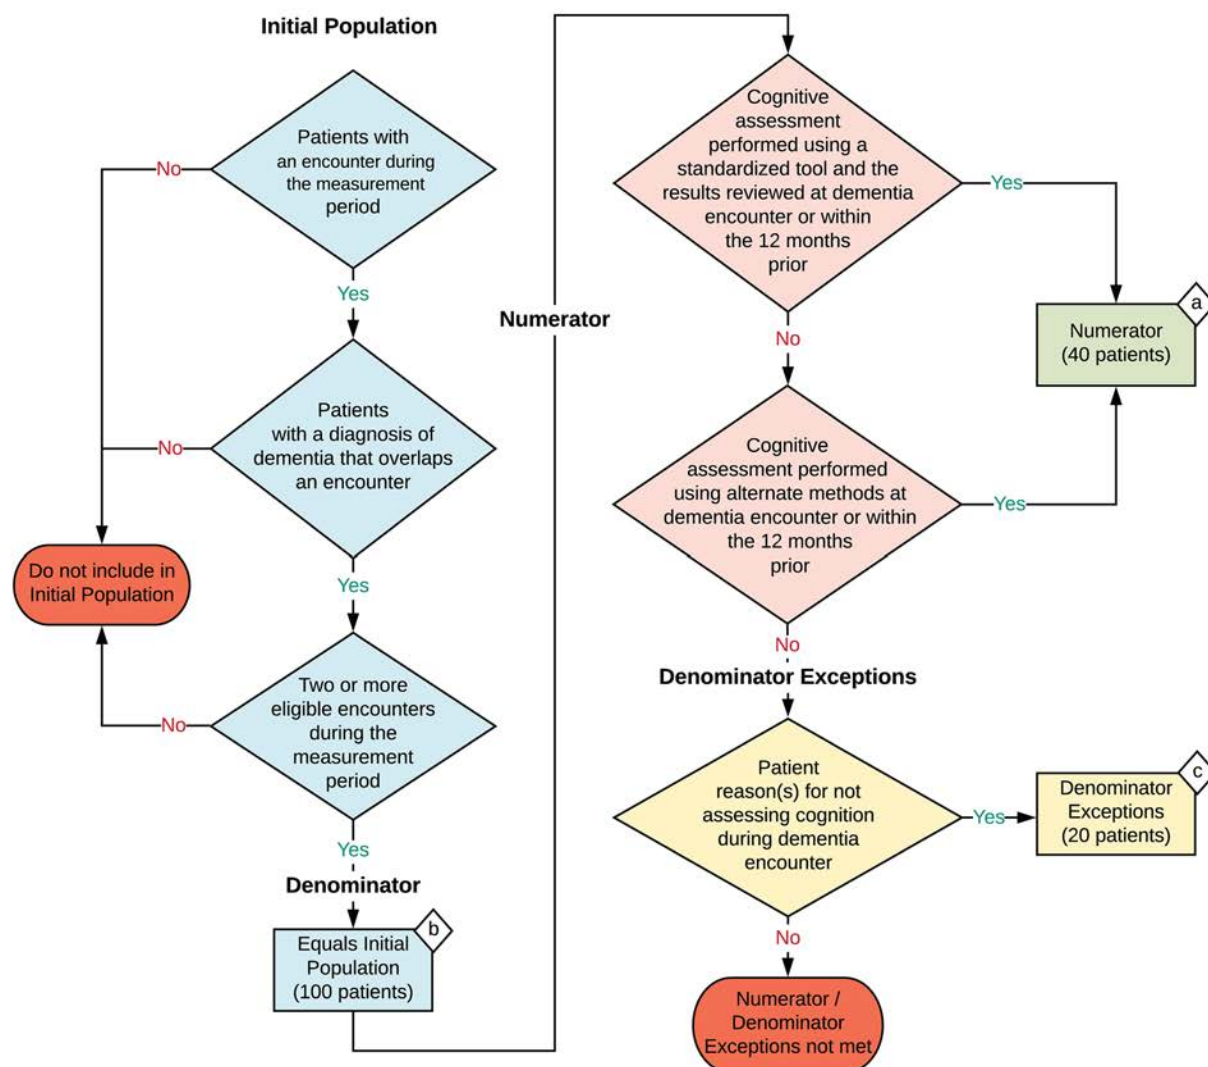 Initial Population
Patients with
an encounter during
the measurement
period
No
Yes
Patients
with a diagnosis of
dementia that overlaps
an encounter
No
Do not include in
Initial Population
Yes
Two or more
eligible encounters
during the
measurement
period
No
Yes
Denominator
b
Equals Initial
Population
(100 patients)
Numerator
Cognitive
assessment
performed using a
standardized tool and the
results reviewed at dementia
encounter or within
the 12 months
prior
Yes
a
Numerator
(40 patients)
No
Cognitive
assessment performed
using alternate methods at
dementia encounter or within
the 12 months
prior
Yes
No
Denominator Exceptions
Patient
reason(s) for not
assessing cognition
during dementia
encounter
Yes
c
Denominator
Exceptions
(20 patients)
No
Numerator /
Denominator
Exceptions not met